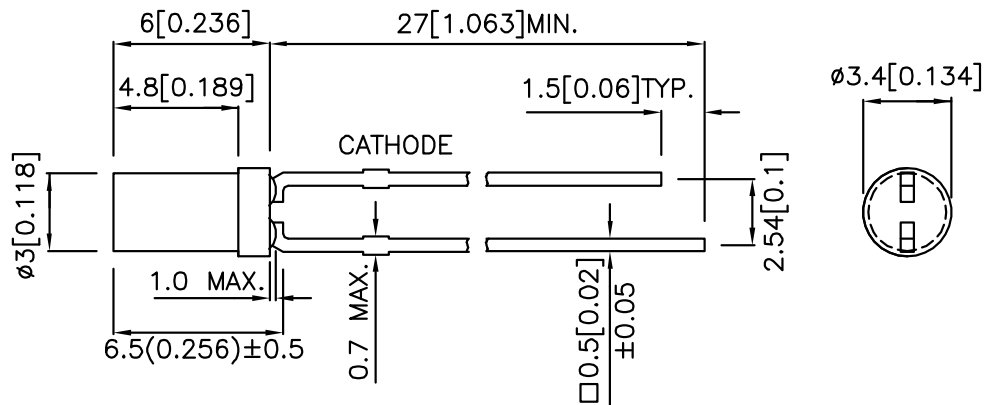 6[0.236]
27[1.063]MIN.
4.8[0.189]
1.5[0.06]TYP.
ø3.4[0.134]
CATHODE
ø3[0.118]
2.54[0.1]
1.0 MAX.
0.7 MAX.
□0.5[0.02]
±0.05
6.5(0.256)±0.5